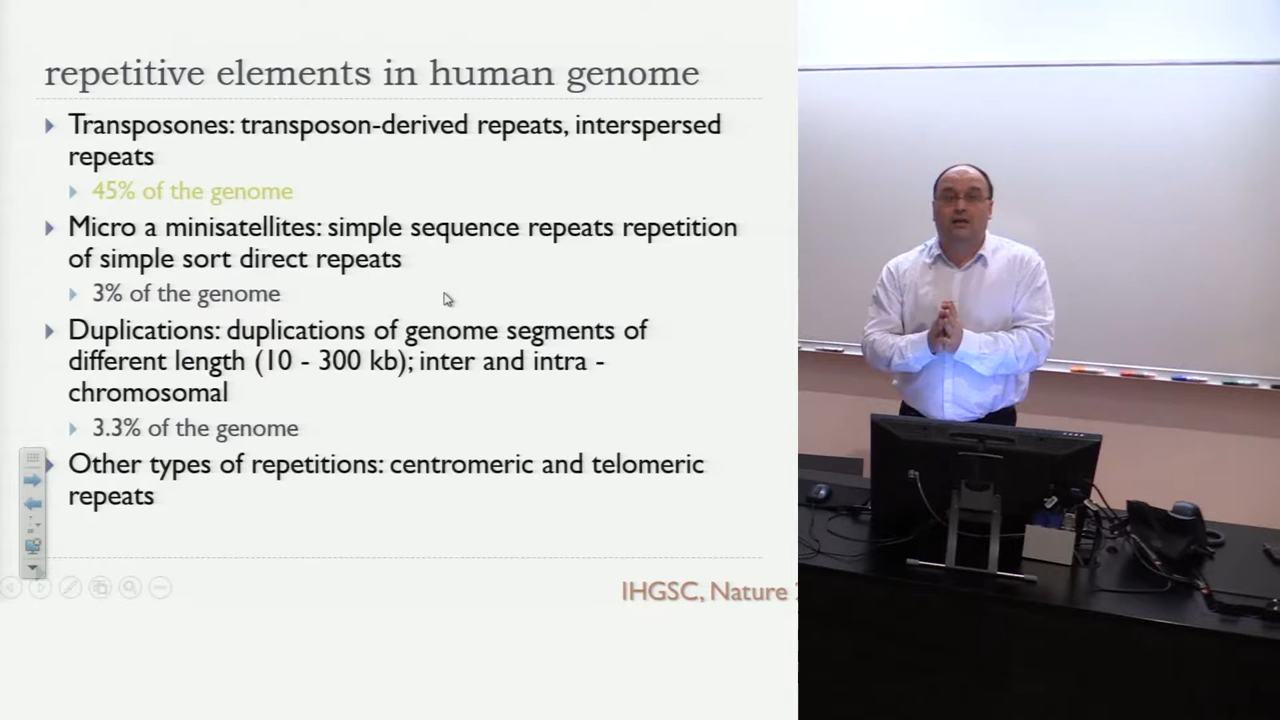 repetitive elements in human genome
Transposones: transposon-derived repeats, interspersed
repeats
45% of the genome
Micro a minisatellites: simple sequence repeats repetition
of simple sort direct repeats
3% of the genome
Duplications: duplications of genome segments of
different length (10 - 300 kb); inter and intra -
chromosomal
3.3% of the genome
Other types of repetitions: centromeric and telomeric
repeats
IHGSC, Nature